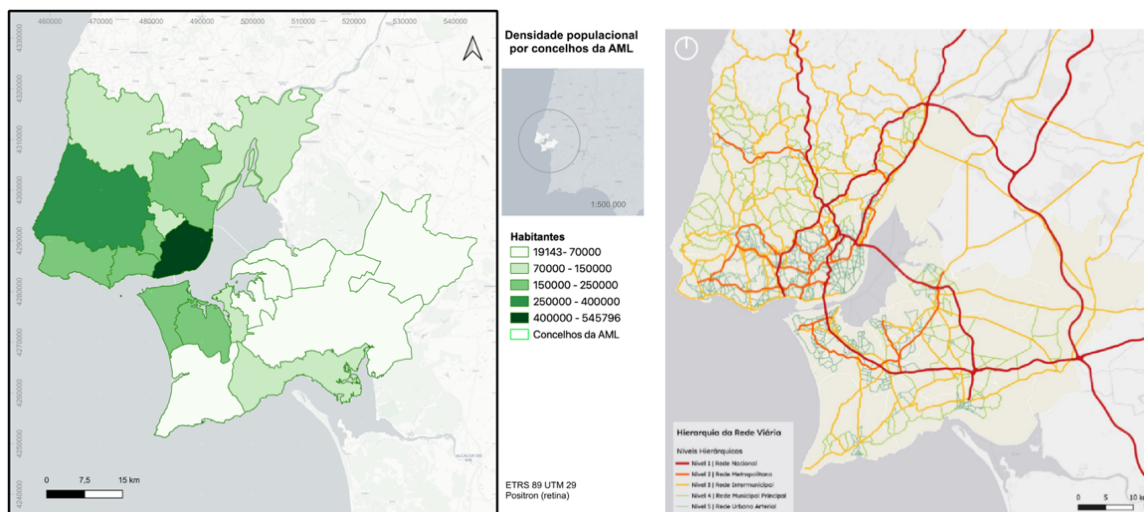 460000 470000 480000 490000 500000 510000 520000 530000 540000
4330000
4320000
4310000
4300000
4290000
4280000
4270000
4260000
4250000
4240000
0 7,5 15 km
Densidade populacional
por concelhos da AML
1:500 000
Habitantes
19143- 70000
70000 - 150000
150000 - 250000
250000 - 400000
400000 - 545796
Concelhos da AML
ETRS 89 UTM 29
Positron (retina)
Hierarquia da Rede Viária
Níveis Hierárquicos
Nível 1 | Rede Nacional
Nível 2 | Rede Metropolitana
Nível 3 | Rede Intermunicipal
Nível 4 | Rede Municipal Principal
Nível 5 | Rede Urbana Arterial
0 5 10 km